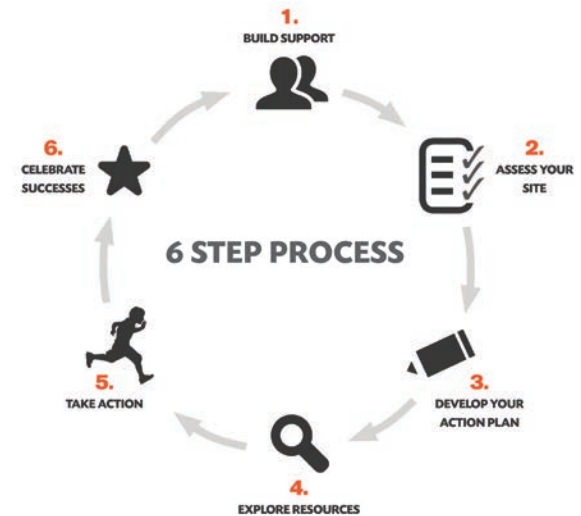 1.
BUILD SUPPORT
2.
ASSESS YOUR
SITE
3.
DEVELOP YOUR
ACTION PLAN
4.
EXPLORE RESOURCES
5.
TAKE ACTION
6.
CELEBRATE
SUCCESSES
6 STEP PROCESS